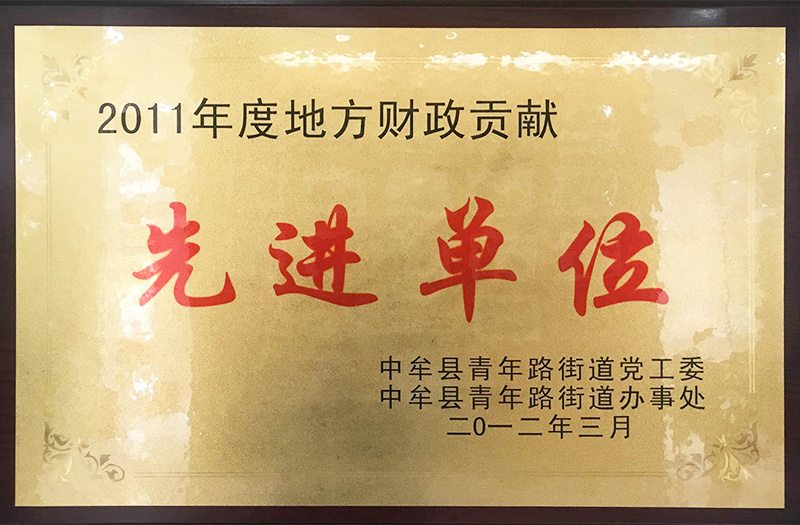 2011年度地方财政贡献
先进单位
中牟县青年路街道党工委
中牟县青年路街道办事处
二0一二年三月